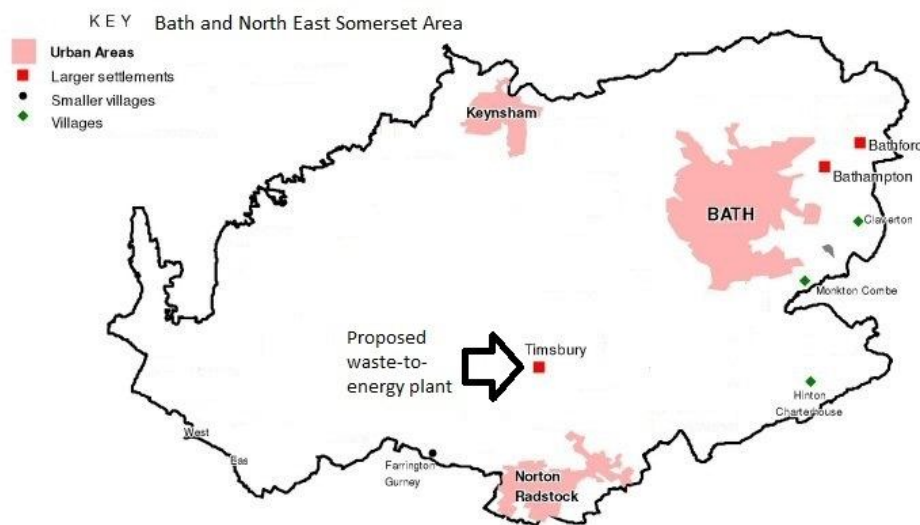 KEY Bath and North East Somerset Area
Urban Areas
Larger settlements
Smaller villages
Villages
Keynsham
Bathford
Bathampton
BATH
Claverton
Monkton Combe
Proposed
waste-to-
energy plant
Timsbury
Hinton
Charterhouse
West
Eas
Farrington
Gurney
Norton
Radstock